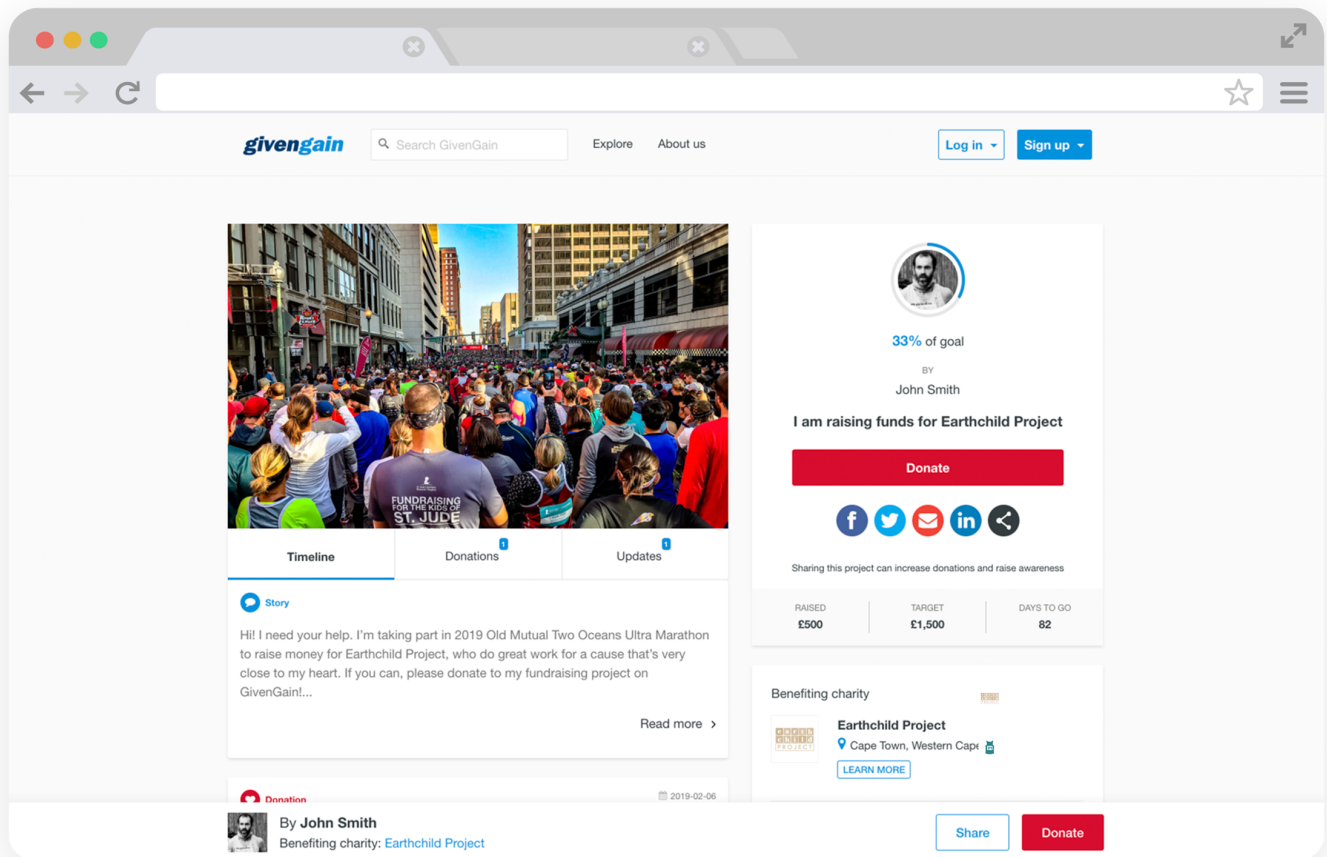 givengain
Search GivenGain
Explore
About us
Log in
Sign up
FUNDRAISING
FOR THE KIDS OF
ST. JUDE
Timeline
Donations
1
Updates
1
Story
Hi! I need your help. I'm taking part in 2019 Old Mutual Two Oceans Ultra Marathon
to raise money for Earthchild Project, who do great work for a cause that's very
close to my heart. If you can, please donate to my fundraising project on
GivenGain!...
Read more
Donation
2019-02-06
33% of goal
BY
John Smith
I am raising funds for Earthchild Project
Donate
Sharing this project can increase donations and raise awareness
RAISED
£500
TARGET
£1,500
DAYS TO GO
82
Benefiting charity
PROJECT
Earthchild Project
Cape Town, Western Cape
LEARN MORE
By John Smith
Benefiting charity: Earthchild Project
Share
Donate